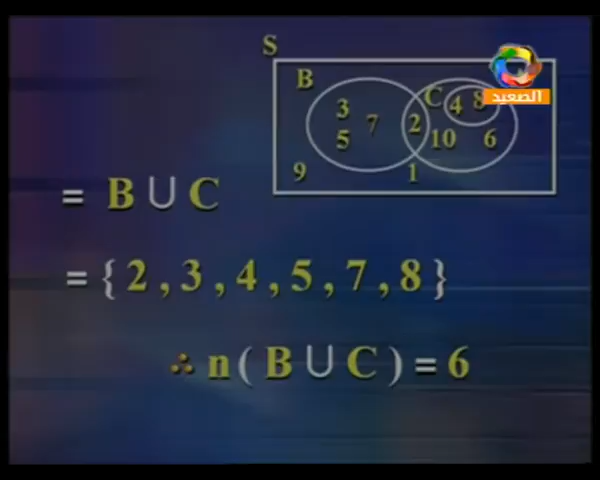 S
B
C 4 8
الصعيد
3
7
2
5
10
6
9
1
= B ∪ C
= { 2 , 3 , 4 , 5 , 7 , 8 }
∴ n ( B ∪ C ) = 6